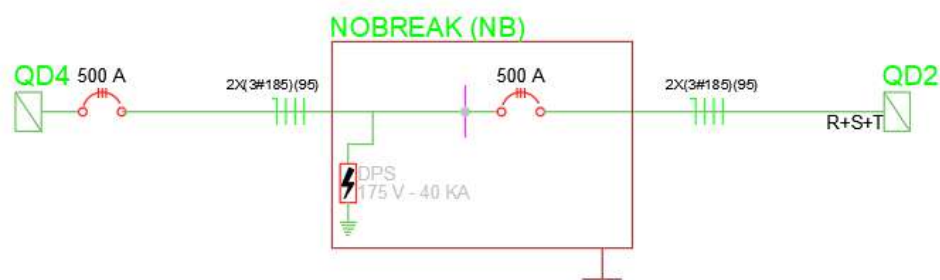 NOBREAK (NB)
QD4
500 A
2X(3#185)(95)
500 A
2X(3#185)(95)
QD2
R+S+T
DPS
175 V - 40 KA